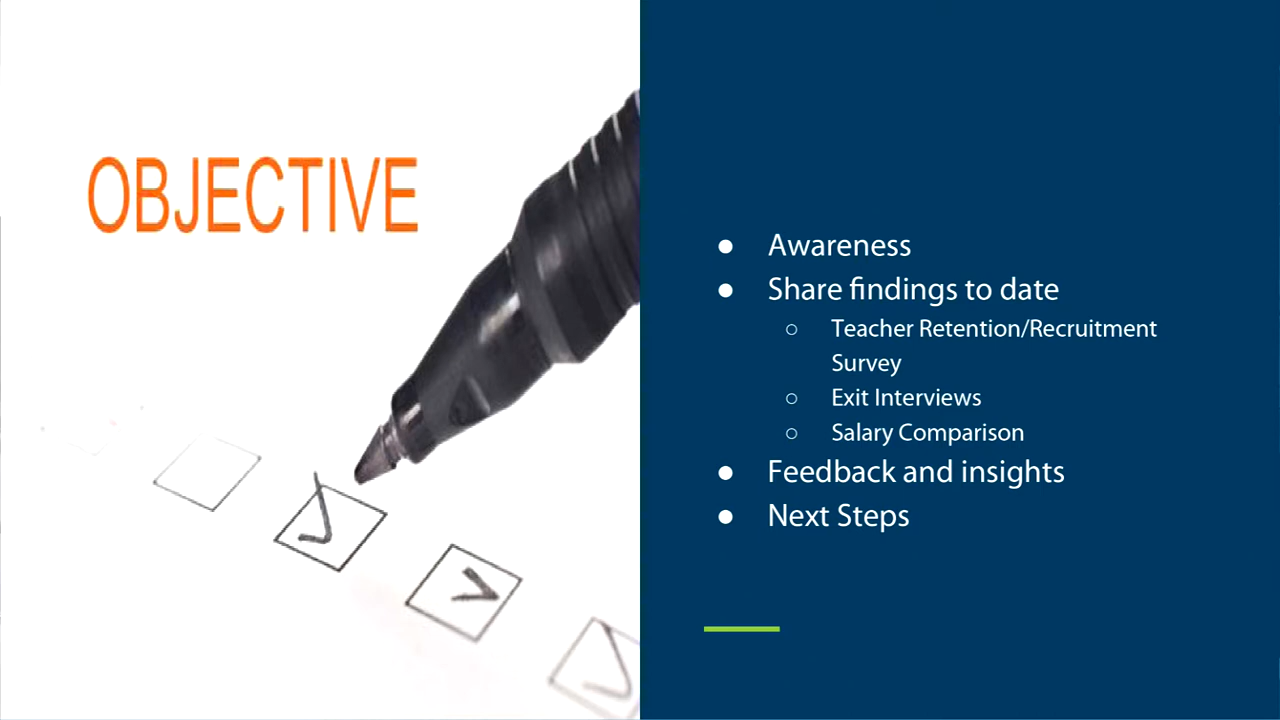 OBJECTIVE
● Awareness
● Share findings to date
○ Teacher Retention/Recruitment
Survey
○ Exit Interviews
○ Salary Comparison
● Feedback and insights
● Next Steps